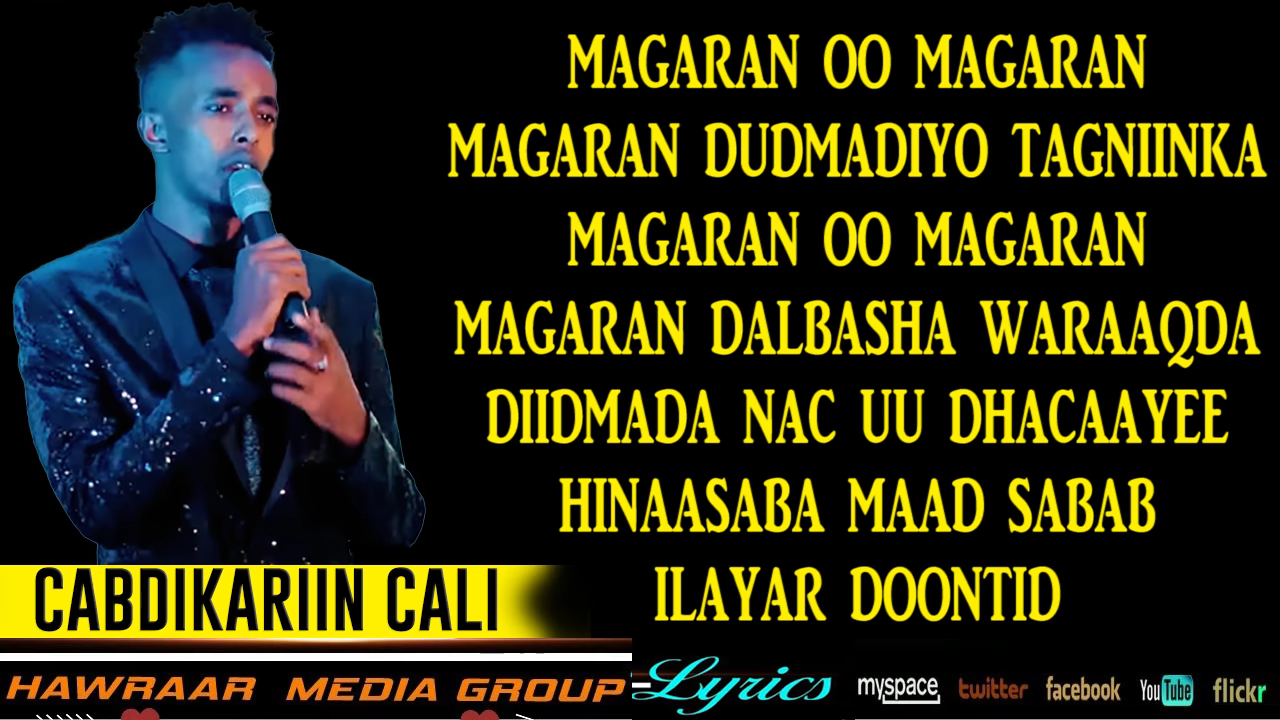 MAGARAN OO MAGARAN
MAGARAN DUDMADIYO TAGNIINKA
MAGARAN OO MAGARAN
MAGARAN DALBASHA WARAAQDA
DIIDMADA NAC UU DHACAAYEE
HINAASABA MAAD SABAB
ILAYAR DOONTID
CABDIKARIIN CALI
HAWRAAR MEDIA GROUP Lyrics myspace twitter facebook YouTube flickr